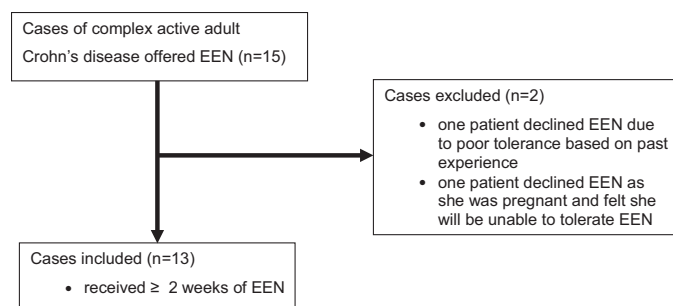 Cases of complex active adult
Crohn's disease offered EEN (n=15)
Cases excluded (n=2)
• one patient declined EEN due
to poor tolerance based on past
experience
• one patient declined EEN as
she was pregnant and felt she
will be unable to tolerate EEN
Cases included (n=13)
• received ≥ 2 weeks of EEN